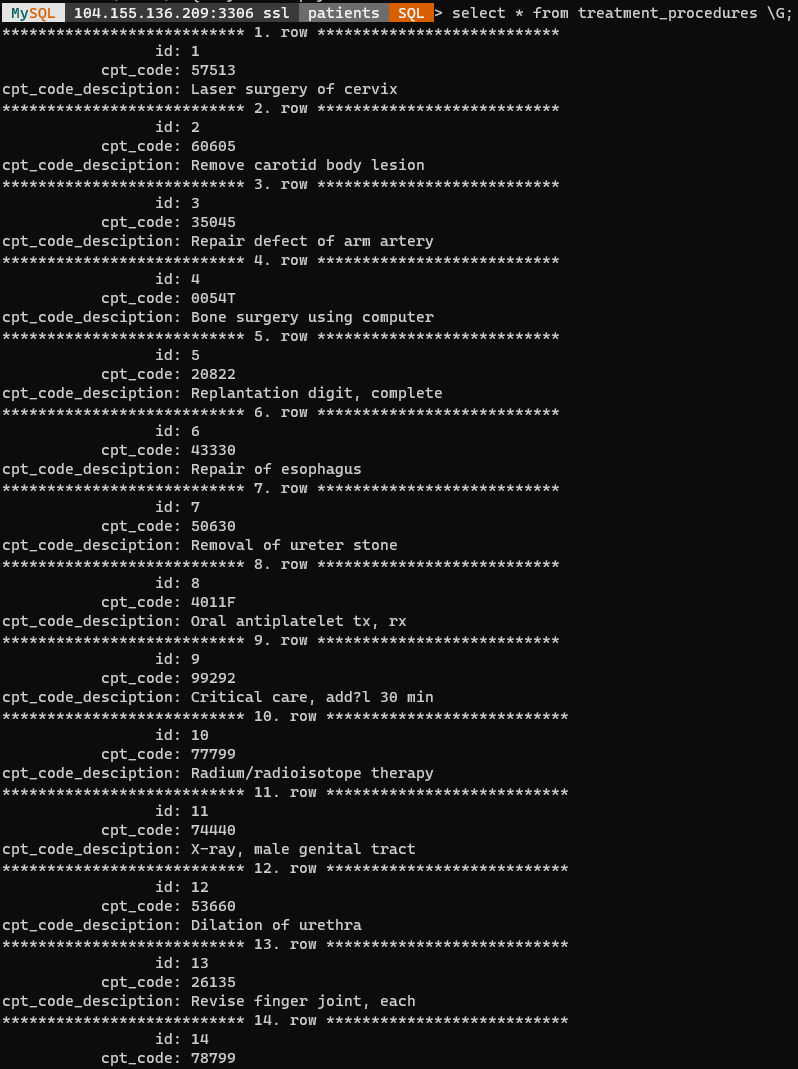 MySQL 104.155.136.209:3306 ssl patients SQL > select * from treatment_procedures \G;
*************************** 1. row ***************************
id: 1
cpt_code: 57513
cpt_code_desciption: Laser surgery of cervix
*************************** 2. row ***************************
id: 2
cpt_code: 60605
cpt_code_desciption: Remove carotid body lesion
*************************** 3. row ***************************
id: 3
cpt_code: 35045
cpt_code_desciption: Repair defect of arm artery
*************************** 4. row ***************************
id: 4
cpt_code: 0054T
cpt_code_desciption: Bone surgery using computer
*************************** 5. row ***************************
id: 5
cpt_code: 20822
cpt_code_desciption: Replantation digit, complete
*************************** 6. row ***************************
id: 6
cpt_code: 43330
cpt_code_desciption: Repair of esophagus
*************************** 7. row ***************************
id: 7
cpt_code: 50630
cpt_code_desciption: Removal of ureter stone
*************************** 8. row ***************************
id: 8
cpt_code: 4011F
cpt_code_desciption: Oral antiplatelet tx, rx
*************************** 9. row ***************************
id: 9
cpt_code: 99292
cpt_code_desciption: Critical care, add?l 30 min
*************************** 10. row ***************************
id: 10
cpt_code: 77799
cpt_code_desciption: Radium/radioisotope therapy
*************************** 11. row ***************************
id: 11
cpt_code: 74440
cpt_code_desciption: X-ray, male genital tract
*************************** 12. row ***************************
id: 12
cpt_code: 53660
cpt_code_desciption: Dilation of urethra
*************************** 13. row ***************************
id: 13
cpt_code: 26135
cpt_code_desciption: Revise finger joint, each
*************************** 14. row ***************************
id: 14
cpt_code: 78799